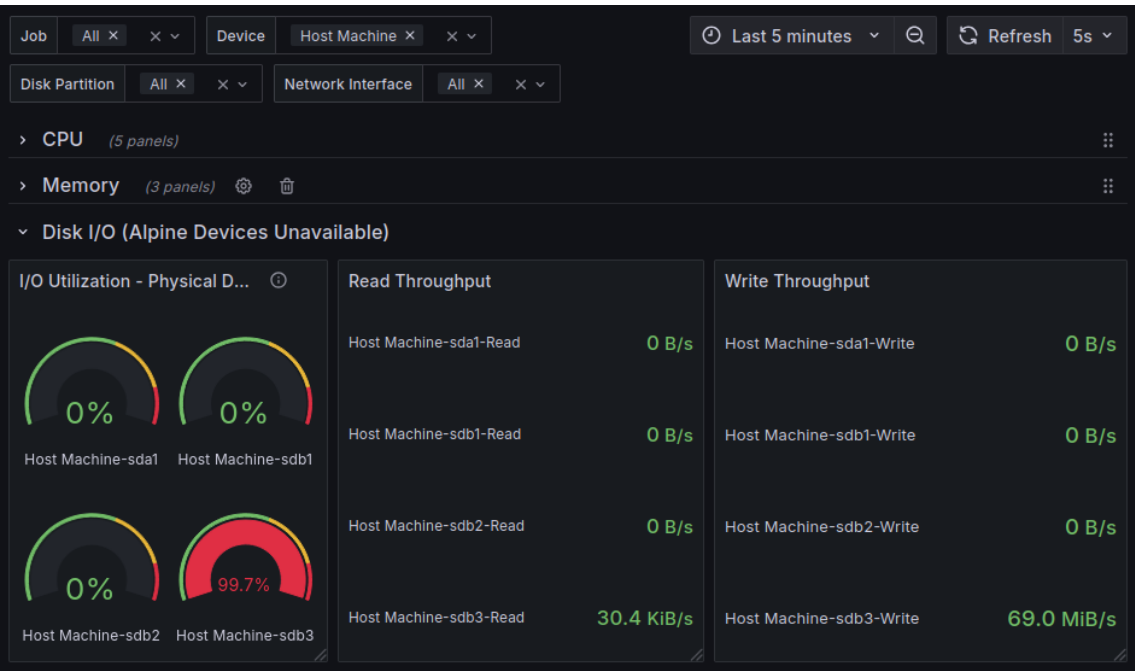 Job All × × Device Host Machine × × Last 5 minutes Refresh 5s
Disk Partition All × × Network Interface All × ×
CPU (5 panels)
Memory (3 panels)
Disk I/O (Alpine Devices Unavailable)
I/O Utilization - Physical D...
0%
Host Machine-sda1
0%
Host Machine-sdb1
0%
Host Machine-sdb2
99.7%
Host Machine-sdb3
Read Throughput
Host Machine-sda1-Read 0 B/s
Host Machine-sdb1-Read 0 B/s
Host Machine-sdb2-Read 0 B/s
Host Machine-sdb3-Read 30.4 KiB/s
Write Throughput
Host Machine-sda1-Write 0 B/s
Host Machine-sdb1-Write 0 B/s
Host Machine-sdb2-Write 0 B/s
Host Machine-sdb3-Write 69.0 MiB/s